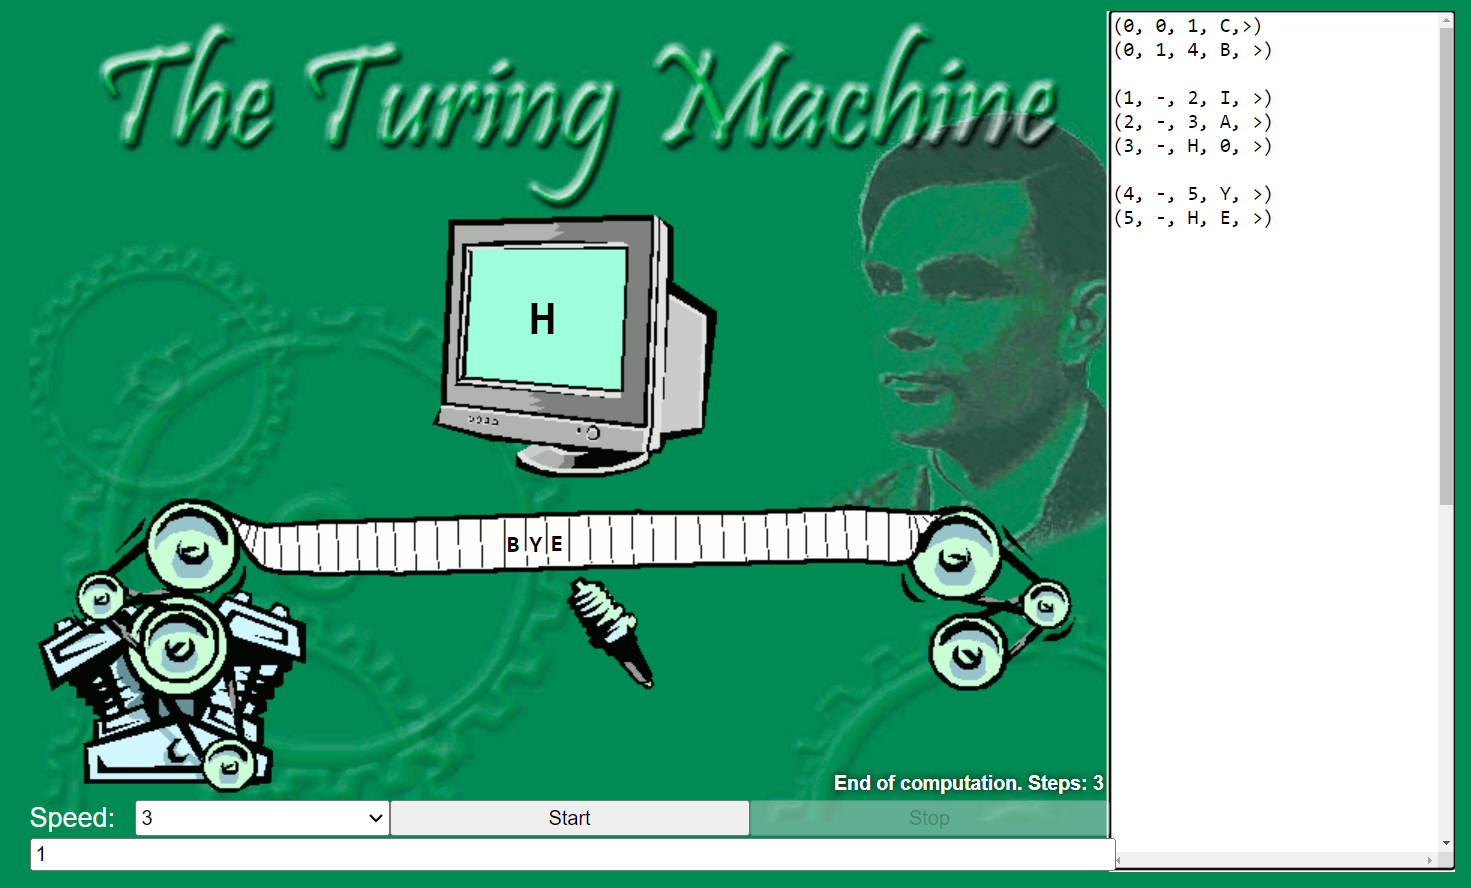 The Turing Machine
H
B Y E
End of computation. Steps: 3
Speed:
3
Start
Stop
1
(0, 0, 1, C,>)
(0, 1, 4, B, >)
(1, -, 2, I, >)
(2, -, 3, A, >)
(3, -, H, 0, >)
(4, -, 5, Y, >)
(5, -, H, E, >)